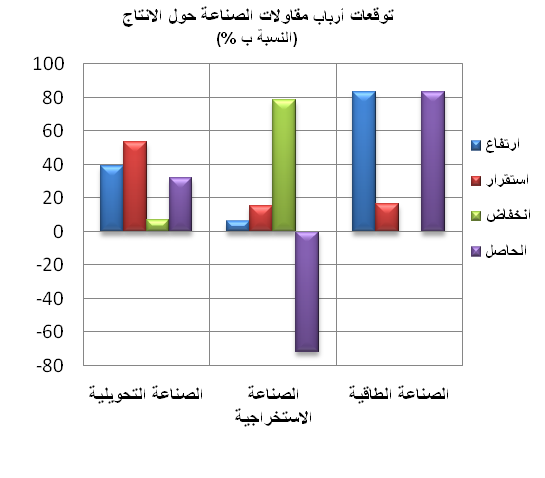 توقعات أرباب مقاولات الصناعة حول الانتاج
(النسبة ب %)
100
80
60
40
20
0
-20
-40
-60
-80
ارتفاع
استقرار
انخفاض
الحاصل
الصناعة التحويلية
الصناعة
الاستخراجية
الصناعة الطاقية